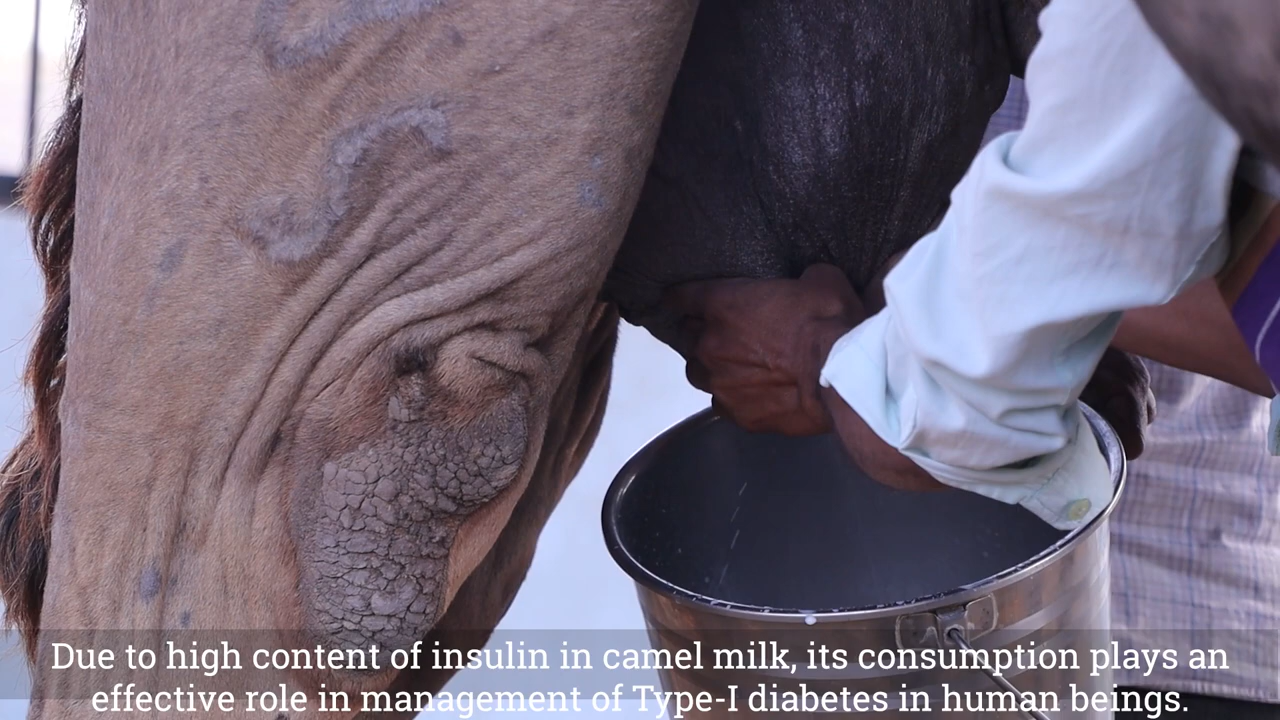 Due to high content of insulin in camel milk, its consumption plays an
effective role in management of Type-I diabetes in human beings.